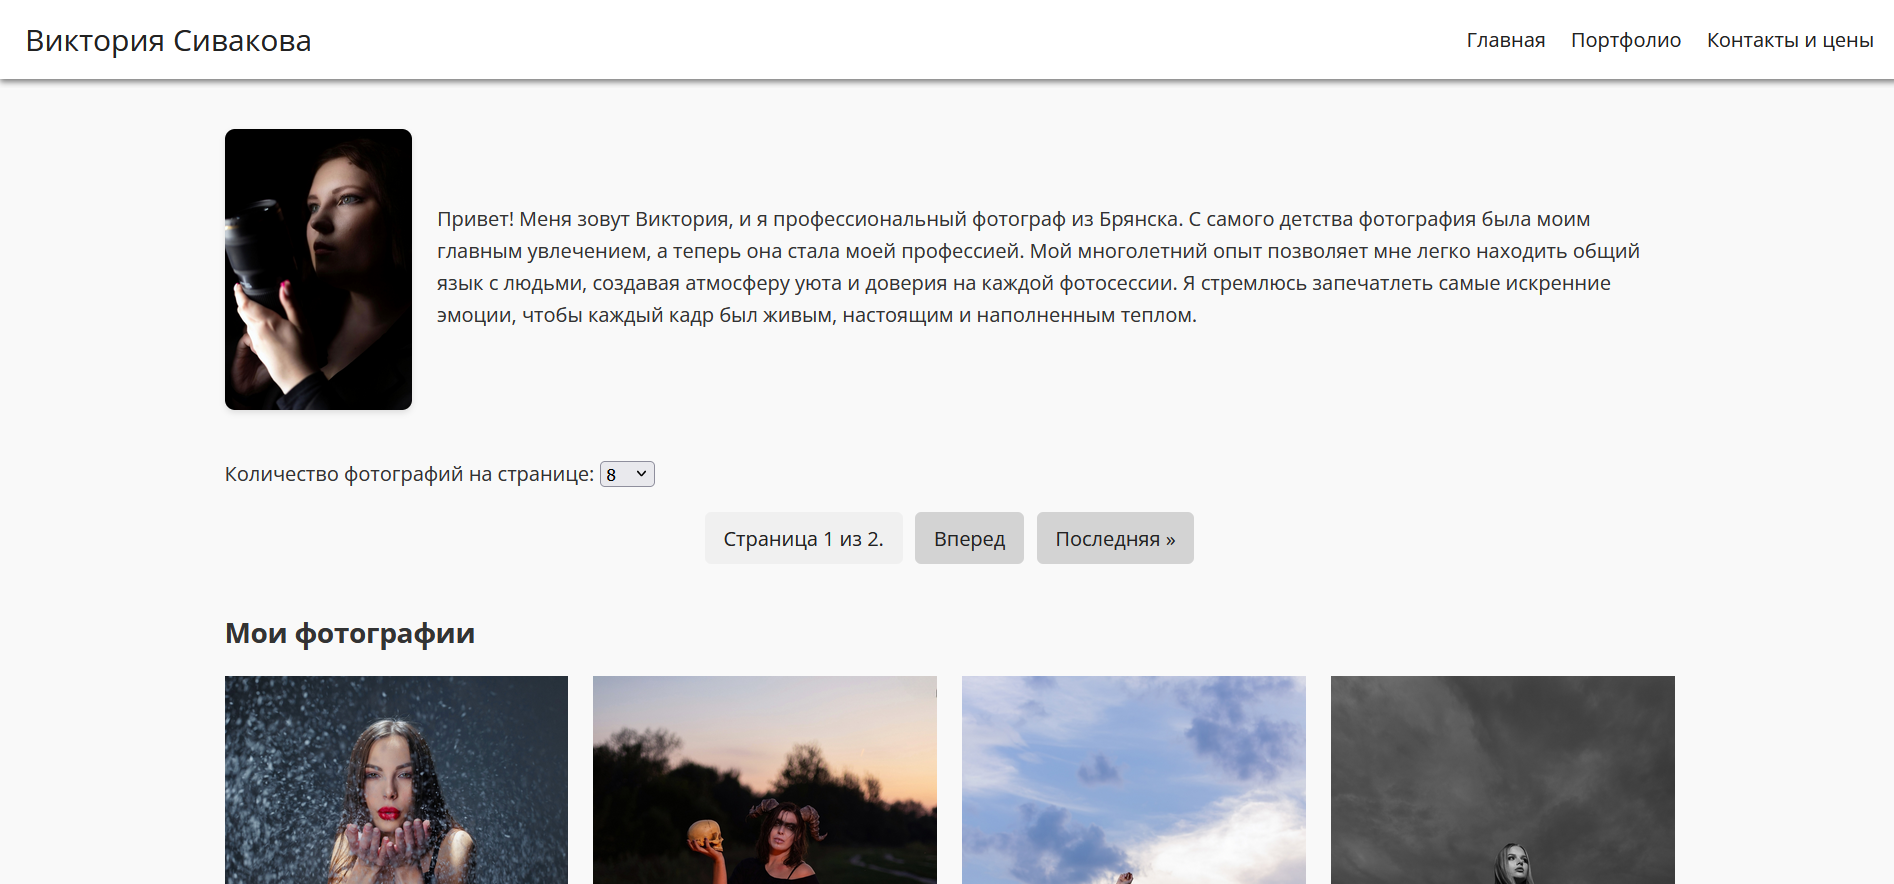 Виктория Сивакова
Главная Портфолио Контакты и цены
Привет! Меня зовут Виктория, и я профессиональный фотограф из Брянска. С самого детства фотография была моим
главным увлечением, а теперь она стала моей профессией. Мой многолетний опыт позволяет мне легко находить общий
язык с людьми, создавая атмосферу уюта и доверия на каждой фотосессии. Я стремлюсь запечатлеть самые искренние
эмоции, чтобы каждый кадр был живым, настоящим и наполненным теплом.
Количество фотографий на странице: 8
Страница 1 из 2. Вперед Последняя »
Мои фотографии